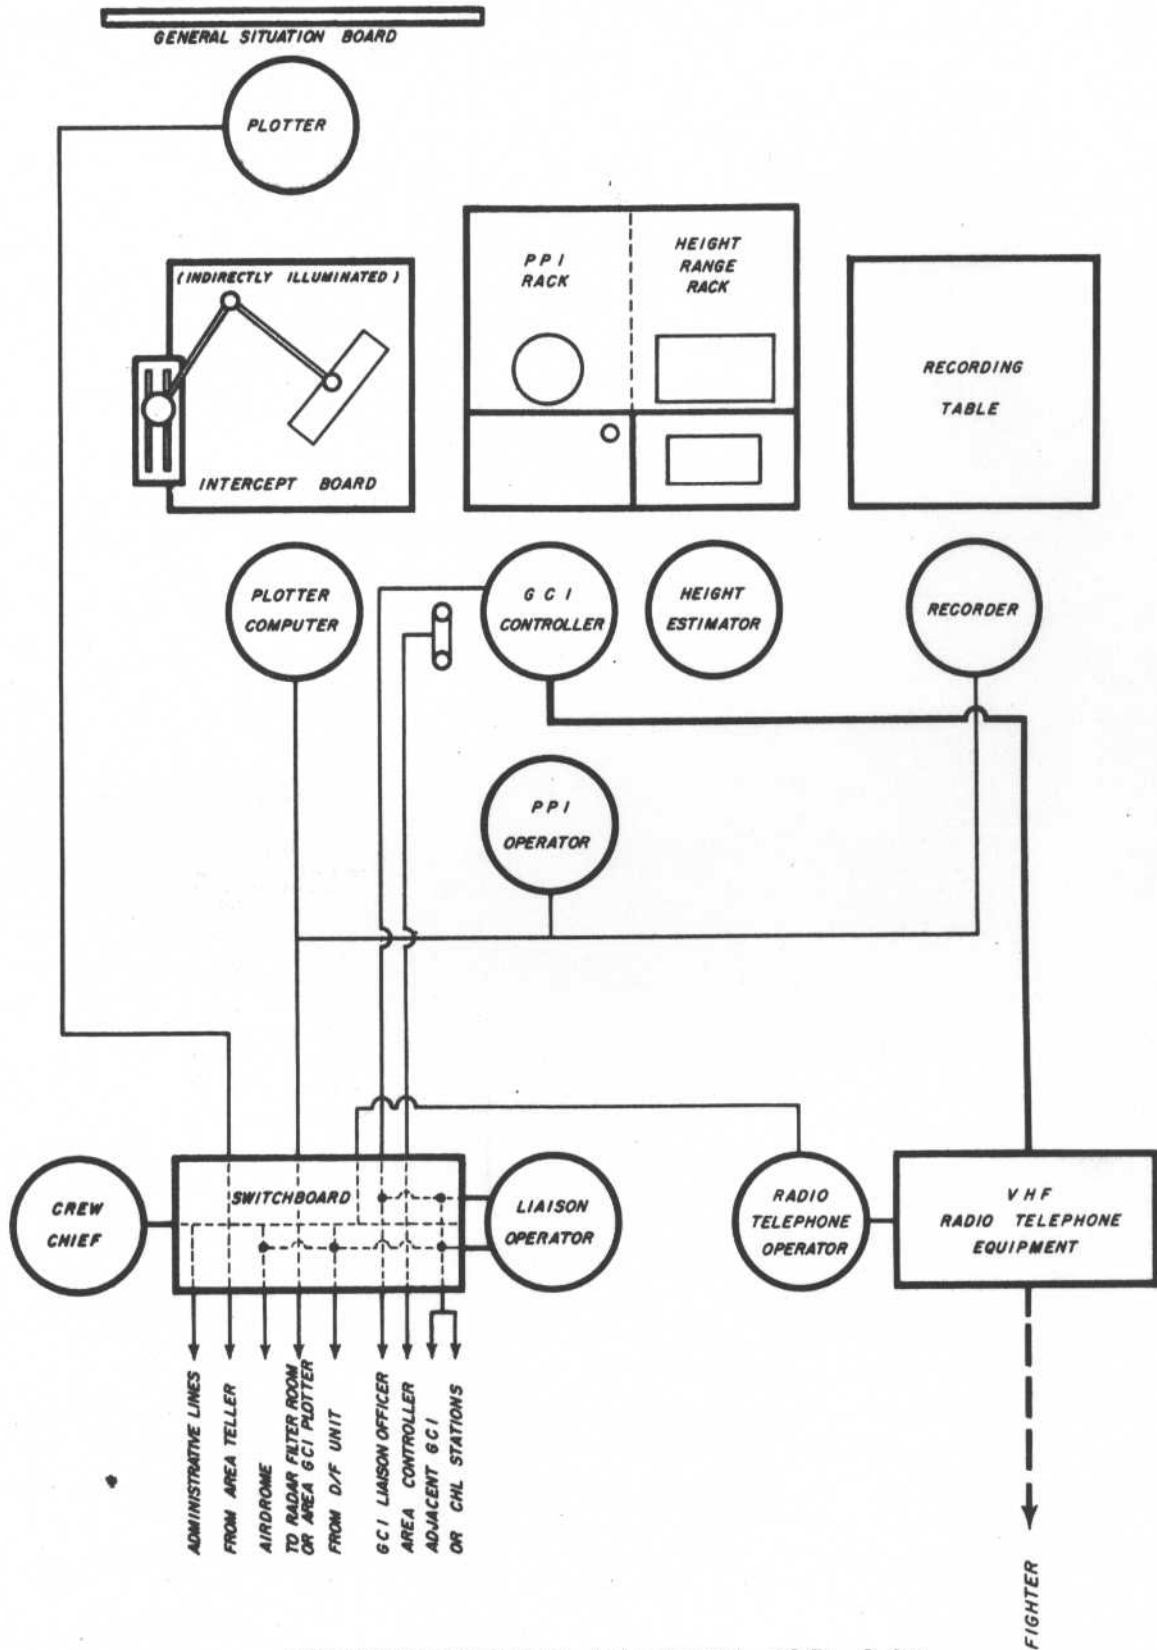 GENERAL SITUATION BOARD
PLOTTER
(INDIRECTLY ILLUMINATED)
INTERCEPT BOARD
PPI
RACK
HEIGHT
RANGE
RACK
RECORDING
TABLE
PLOTTER
COMPUTER
GCI
CONTROLLER
HEIGHT
ESTIMATOR
RECORDER
PPI
OPERATOR
CREW
CHIEF
SWITCHBOARD
LIAISON
OPERATOR
RADIO
TELEPHONE
OPERATOR
VHF
RADIO TELEPHONE
EQUIPMENT
ADMINISTRATIVE LINES
FROM AREA TELLER
AIRDROME
TO RADAR FILTER ROOM
OR AREA GCI PLOTTER
FROM D/F UNIT
GCI LIAISON OFFICER
AREA CONTROLLER
ADJACENT GCI
OR CHL STATIONS
FIGHTER